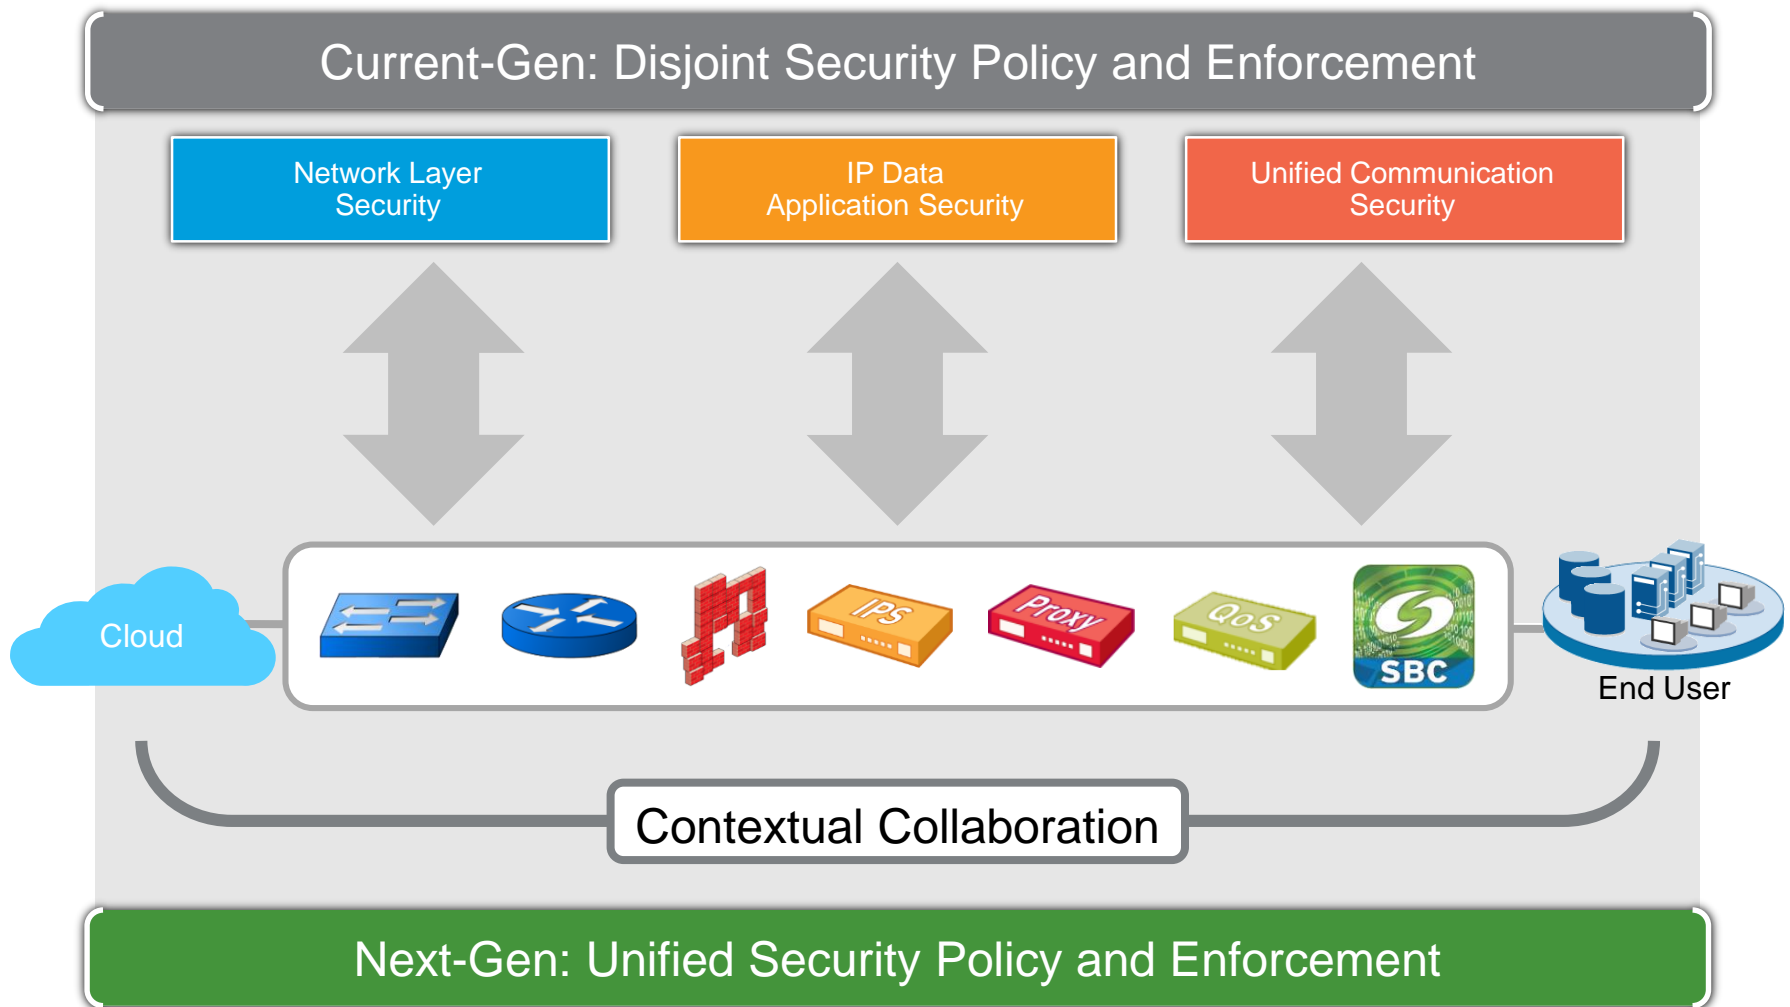 Current-Gen: Disjoint Security Policy and Enforcement
Network Layer
Security
IP Data
Application Security
Unified Communication
Security
Cloud
IPS
Proxy
QoS
SBC
End User
Contextual Collaboration
Next-Gen: Unified Security Policy and Enforcement